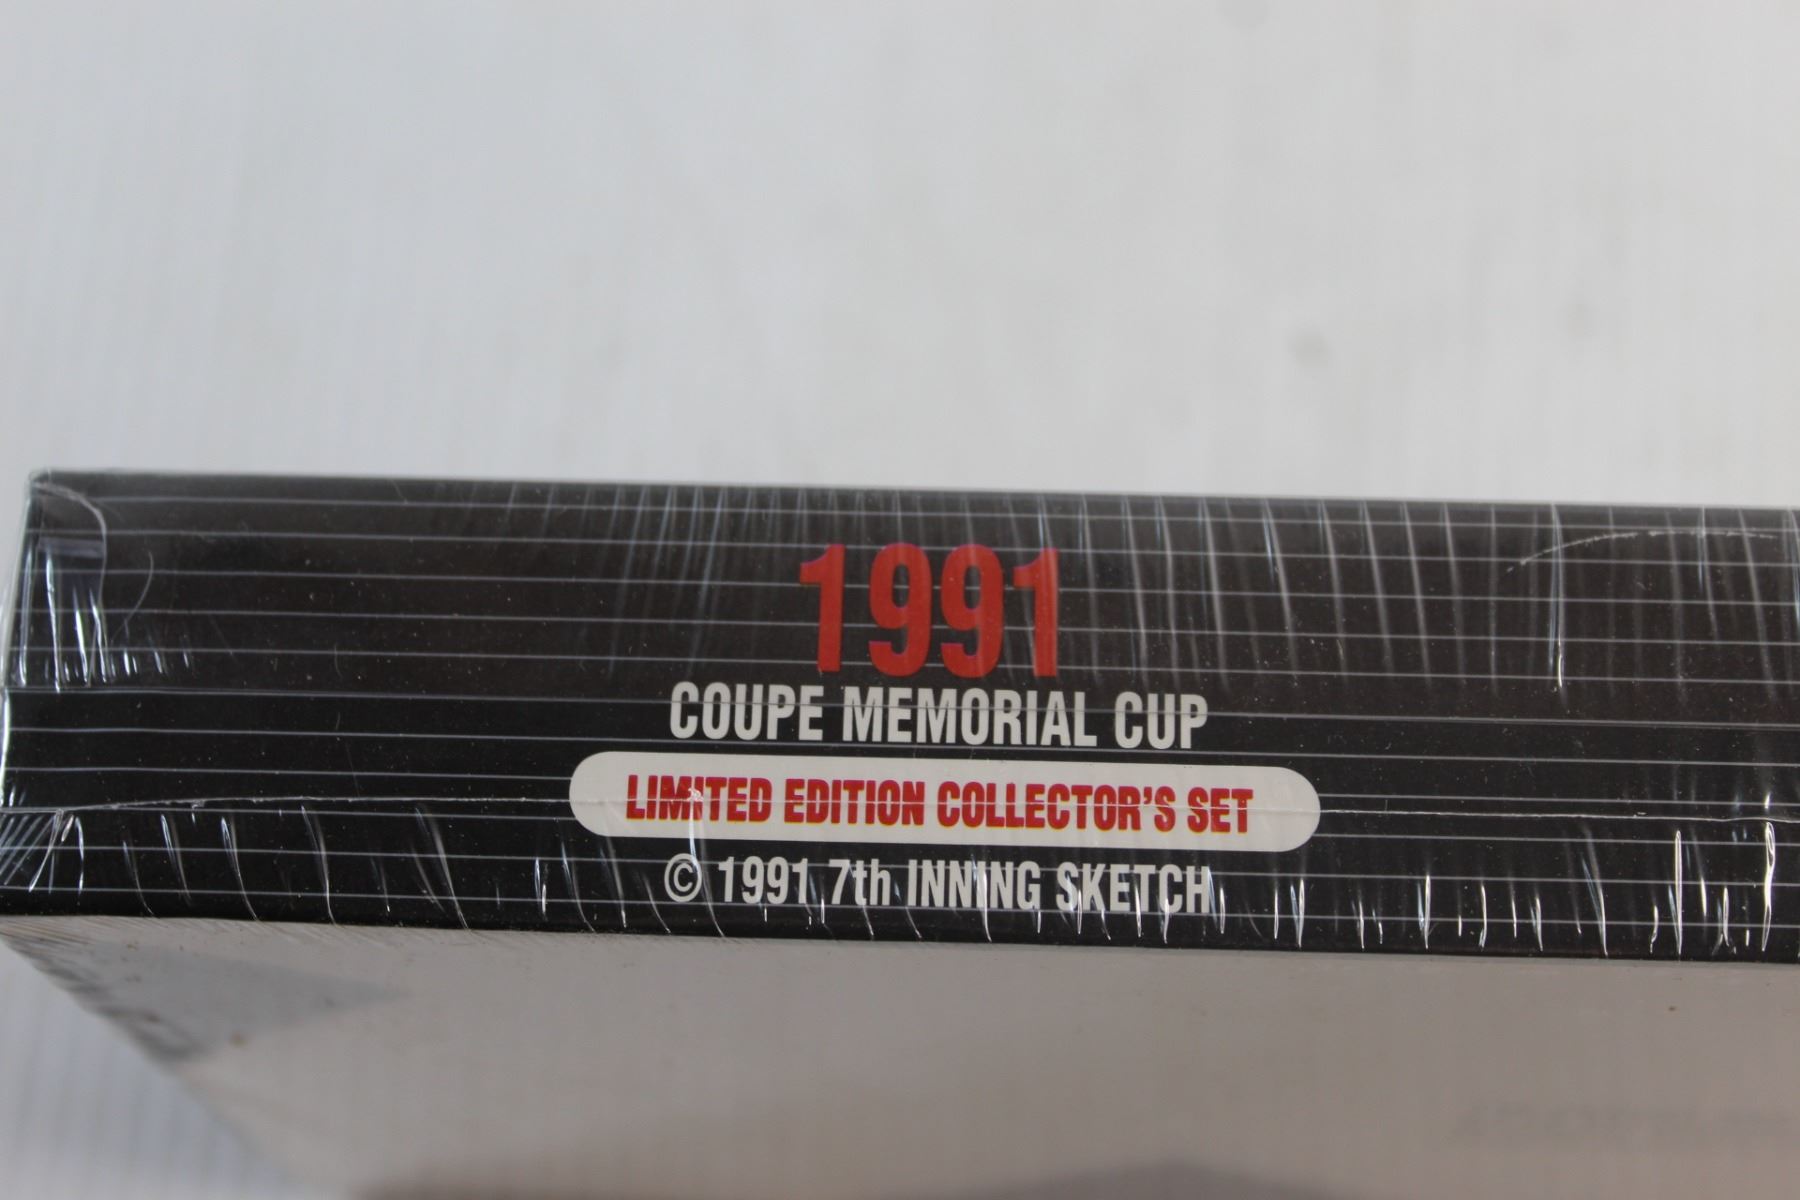 1991
COUPE MEMORIAL CUP
LIMITED EDITION COLLECTOR'S SET
© 1991 7th INNING SKETCH